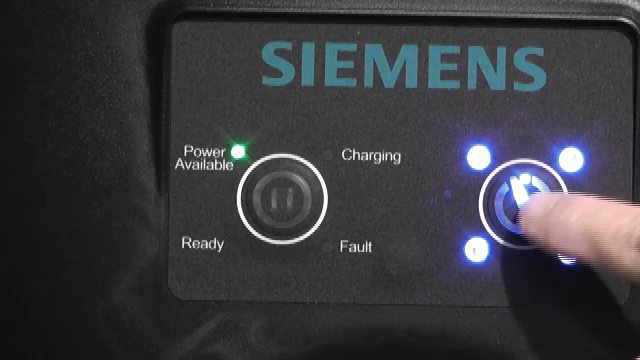 SIEMENS
Power
Available
Charging
Ready
Fault